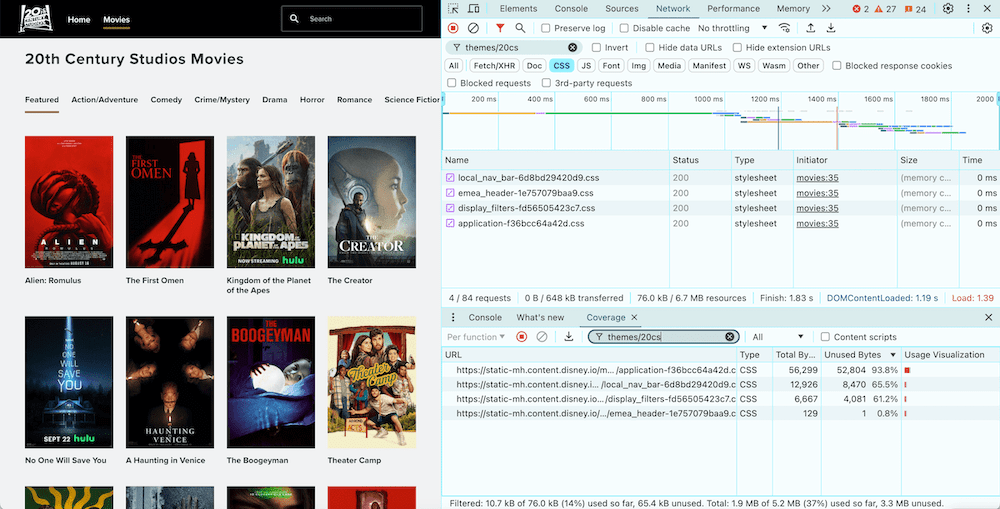 Home Movies
Search
20th Century Studios Movies
Featured Action/Adventure Comedy Crime/Mystery Drama Horror Romance Science Fiction
ALIEN
ROMULUS
THE
FIRST
OMEN
KINGDOM
OF THE
PLANET OF THE APES
NOW STREAMING hulu
THE
CREATOR
Alien: Romulus
The First Omen
Kingdom of the Planet
of the Apes
The Creator
NO
ONE
WILL
SAVE
YOU
SEPT 22 hulu
A
HAUNTING
IN
VENICE
THE
BOOGEYMAN
Theater
Camp
No One Will Save You
A Haunting in Venice
The Boogeyman
Theater Camp
Elements Console Sources Network Performance Memory 2 27 24
Preserve log Disable cache No throttling
themes/20cs Invert Hide data URLs Hide extension URLs
All Fetch/XHR Doc CSS JS Font Img Media Manifest WS Wasm Other Blocked response cookies
Blocked requests 3rd-party requests
200 ms 400 ms 600 ms 800 ms 1000 ms 1200 ms 1400 ms 1600 ms 1800 ms 2000
Name Status Type Initiator Size Time
local_nav_bar-6d8bd29420d9.css 200 stylesheet movies:35 (memory c... 0 ms
emea_header-1e757079baa9.css 200 stylesheet movies:35 (memory c... 0 ms
display_filters-fd56505423c7.css 200 stylesheet movies:35 (memory c... 0 ms
application-f36bcc64a42d.css 200 stylesheet movies:35 (memory c... 0 ms
4 / 84 requests 0 B / 648 kB transferred 76.0 kB / 6.7 MB resources Finish: 1.83 s DOMContentLoaded: 1.19 s Load: 1.39
Console What's new Coverage
Per function themes/20cs All Content scripts
URL Type Total By... Unused Bytes Usage Visualization
https://static-mh.content.disney.io/m... /application-f36bcc64a42d.c CSS 56,299 52,804 93.8%
https://static-mh.content.disney.i... /local_nav_bar-6d8bd29420d9.c CSS 12,926 8,470 65.5%
https://static-mh.content.disney.io.../display_filters-fd56505423c7.c CSS 6,667 4,081 61.2%
https://static-mh.content.disney.io/.../emea_header-1e757079baa9.c CSS 129 1 0.8%
Filtered: 10.7 kB of 76.0 kB (14%) used so far, 65.4 kB unused. Total: 1.9 MB of 5.2 MB (37%) used so far, 3.3 MB unused.